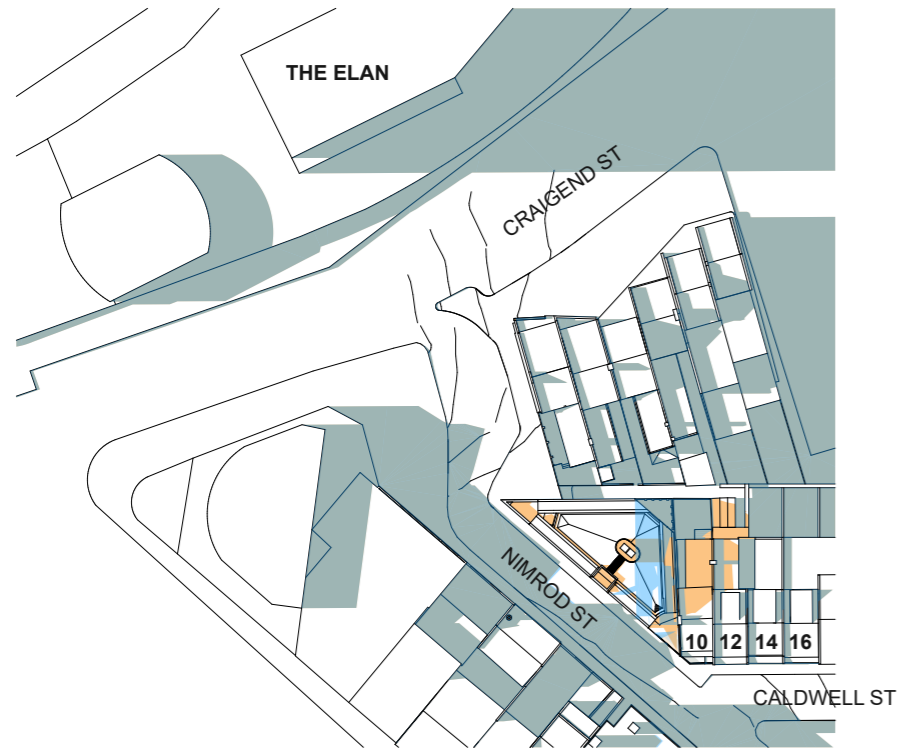 THE ELAN
CRAIGEND ST
NIMROD ST
10 12 14 16
CALDWELL ST